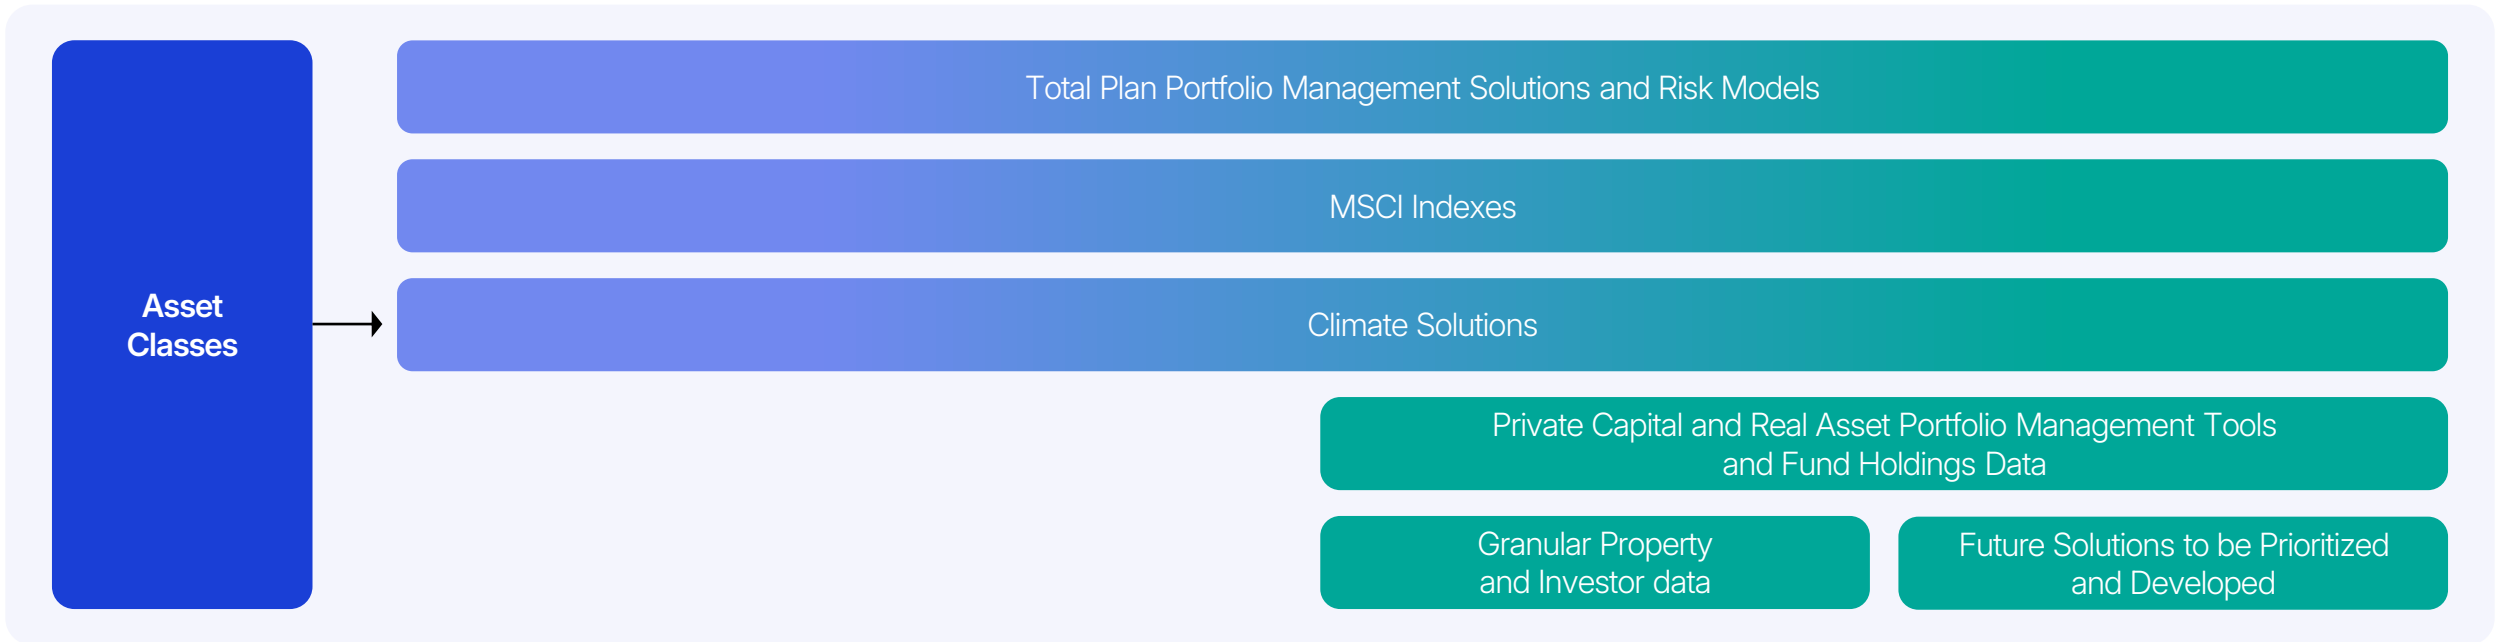 Asset
Classes
Total Plan Portfolio Management Solutions and Risk Models
MSCI Indexes
Climate Solutions
Private Capital and Real Asset Portfolio Management Tools
and Fund Holdings Data
Granular Property
and Investor data
Future Solutions to be Prioritized
and Developed